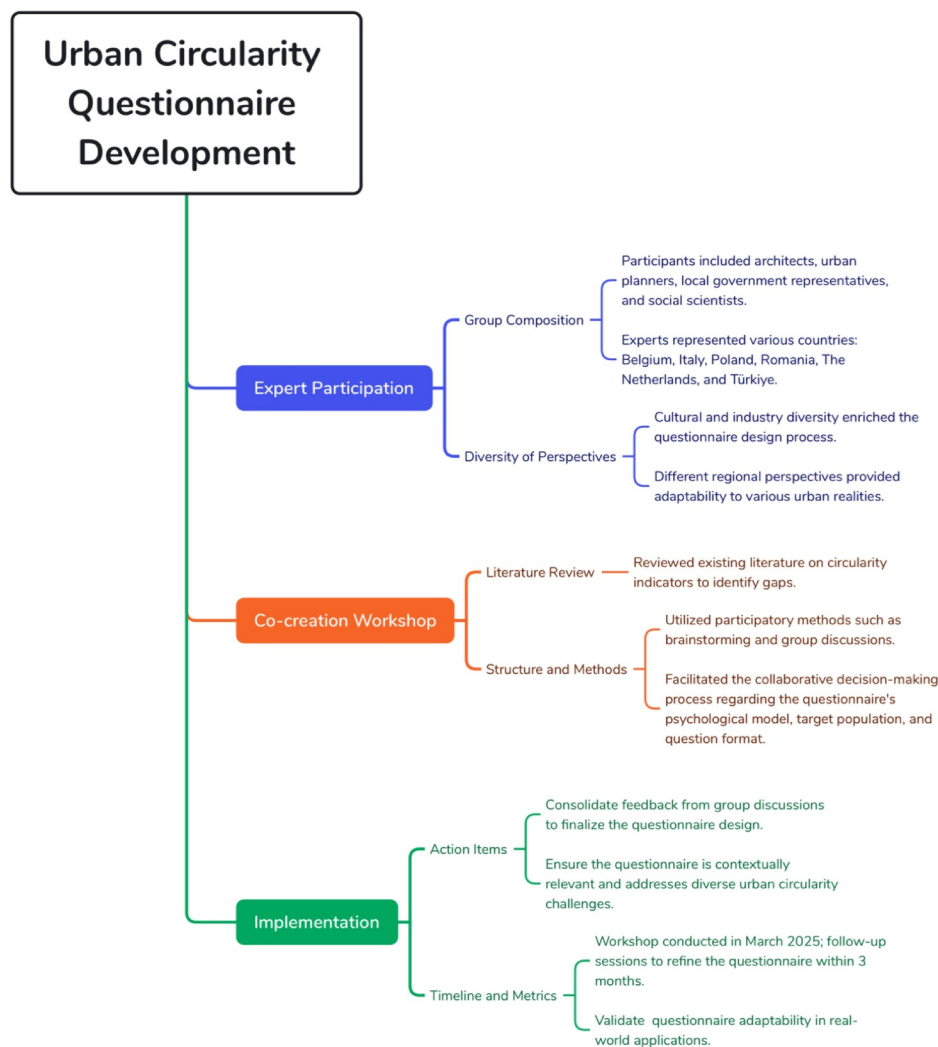 Urban Circularity
Questionnaire
Development
Participants included architects, urban
planners, local government representatives,
and social scientists.
Group Composition
Experts represented various countries:
Belgium, Italy, Poland, Romania, The
Netherlands, and Türkiye.
Expert Participation
Cultural and industry diversity enriched the
questionnaire design process.
Diversity of Perspectives
Different regional perspectives provided
adaptability to various urban realities.
Literature Review
Reviewed existing literature on circularity
indicators to identify gaps.
Co-creation Workshop
Utilized participatory methods such as
brainstorming and group discussions.
Structure and Methods
Facilitated the collaborative decision-making
process regarding the questionnaire's
psychological model, target population, and
question format.
Consolidate feedback from group discussions
to finalize the questionnaire design.
Action Items
Ensure the questionnaire is contextually
relevant and addresses diverse urban circularity
challenges.
Implementation
Workshop conducted in March 2025; follow-up
sessions to refine the questionnaire within 3
months.
Timeline and Metrics
Validate questionnaire adaptability in real-
world applications.